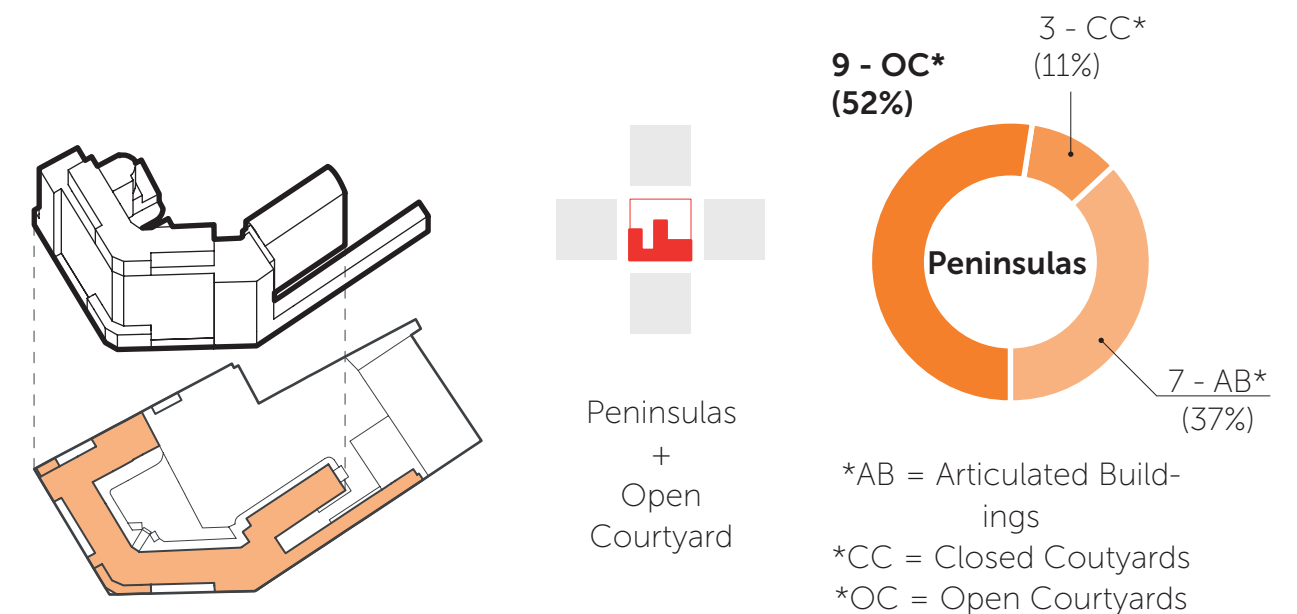 3 - CC*
(11%)
9 - OC*
(52%)
Peninsulas
7 - AB*
(37%)
Peninsulas
+
Open
Courtyard
*AB = Articulated Build-
ings
*CC = Closed Coutyards
*OC = Open Courtyards